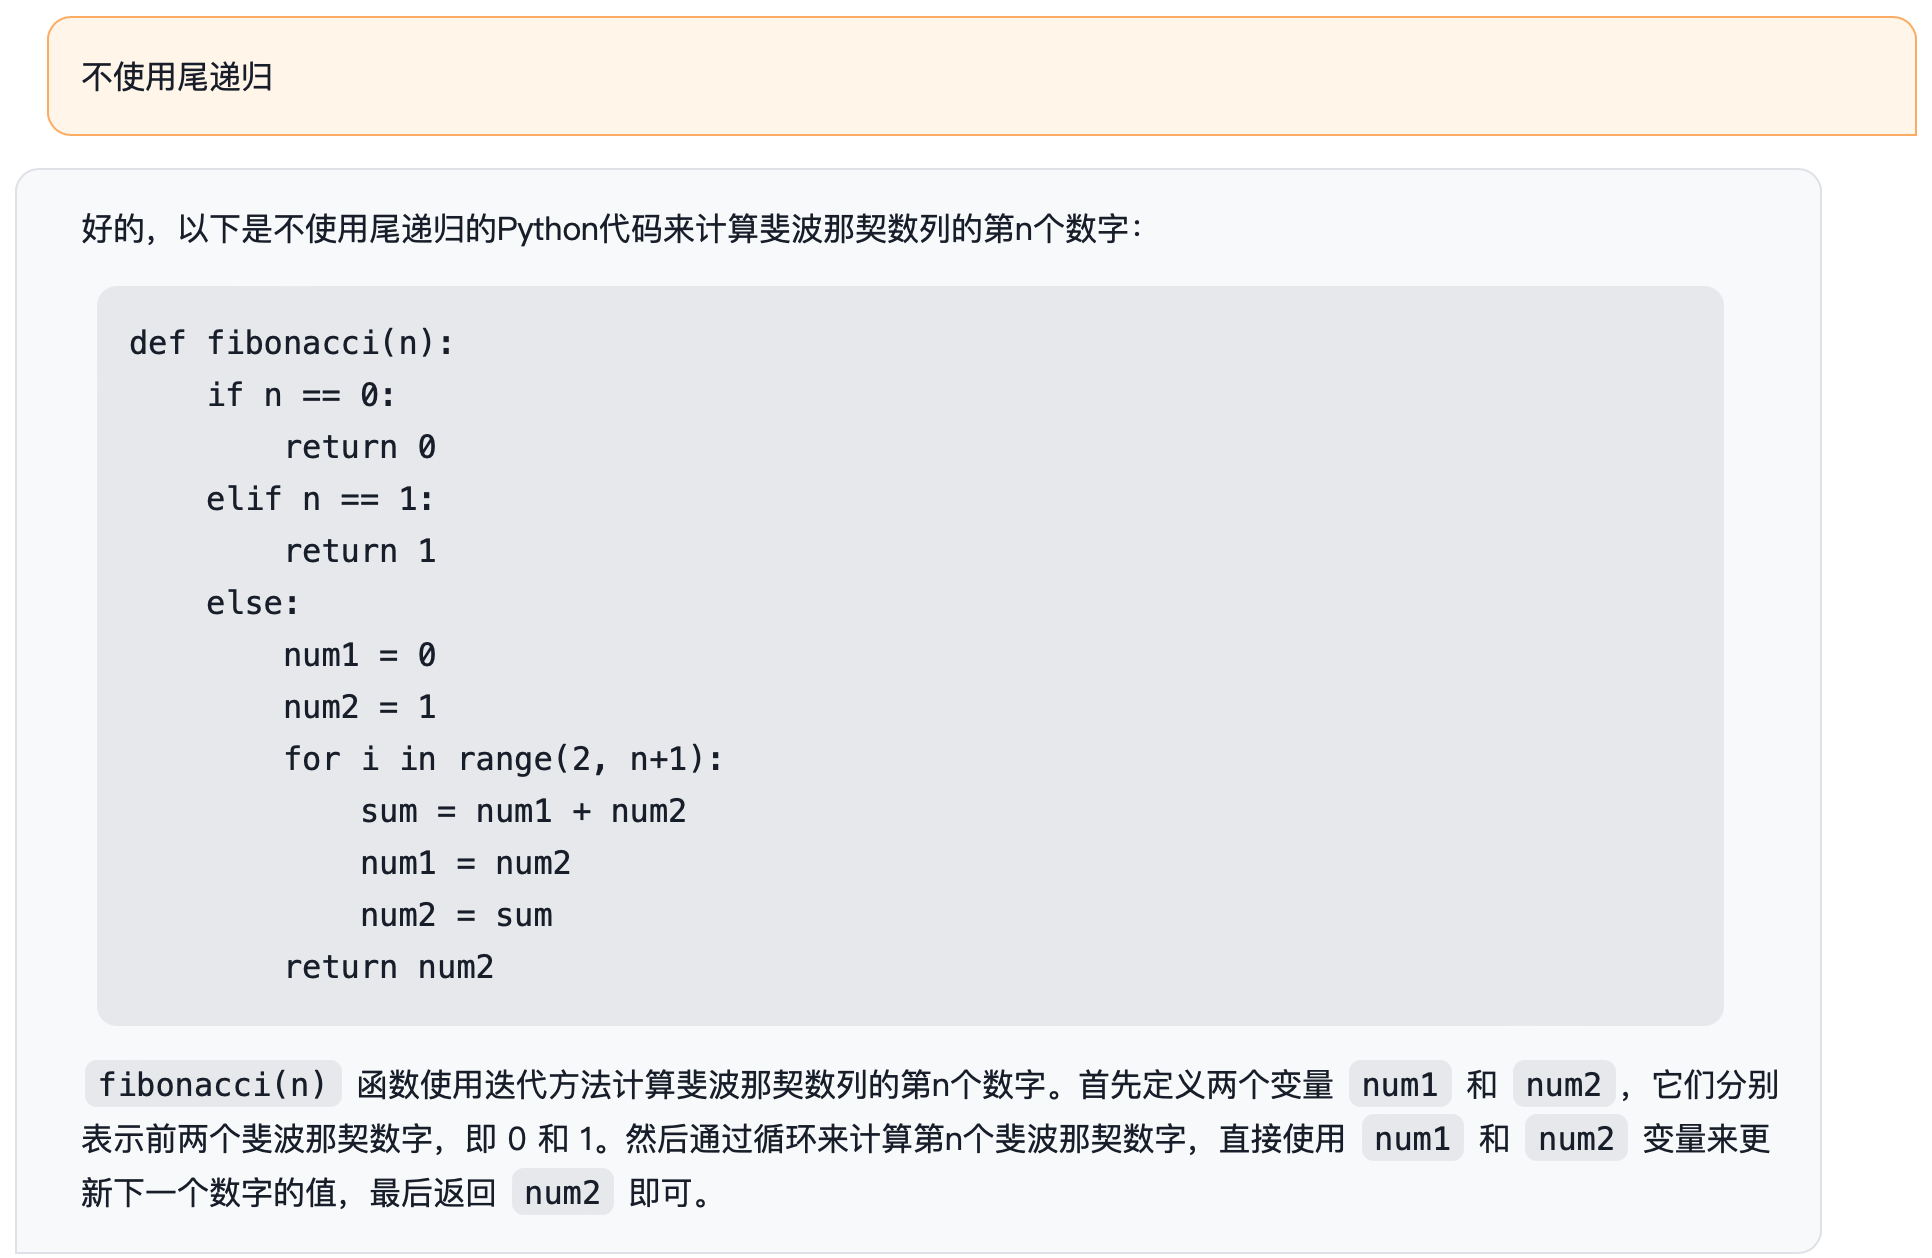 不使用尾递归
好的，以下是不使用尾递归的Python代码来计算斐波那契数列的第n个数字：
def fibonacci(n):
    if n == 0:
        return 0
    elif n == 1:
        return 1
    else:
        num1 = 0
        num2 = 1
        for i in range(2, n+1):
            sum = num1 + num2
            num1 = num2
            num2 = sum
        return num2
fibonacci(n) 函数使用迭代方法计算斐波那契数列的第n个数字。首先定义两个变量 num1 和 num2，它们分别
表示前两个斐波那契数字，即 0 和 1。然后通过循环来计算第n个斐波那契数字，直接使用 num1 和 num2 变量来更
新下一个数字的值，最后返回 num2 即可。